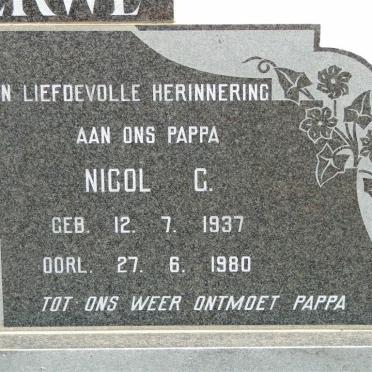 LIEFDEVOLLE HERINNERING
AAN ONS PAPPA
NICOL C.
GEB. 12. 7. 1937
OORL. 27. 6. 1980
TOT ONS WEER ONTMOET PAPPA